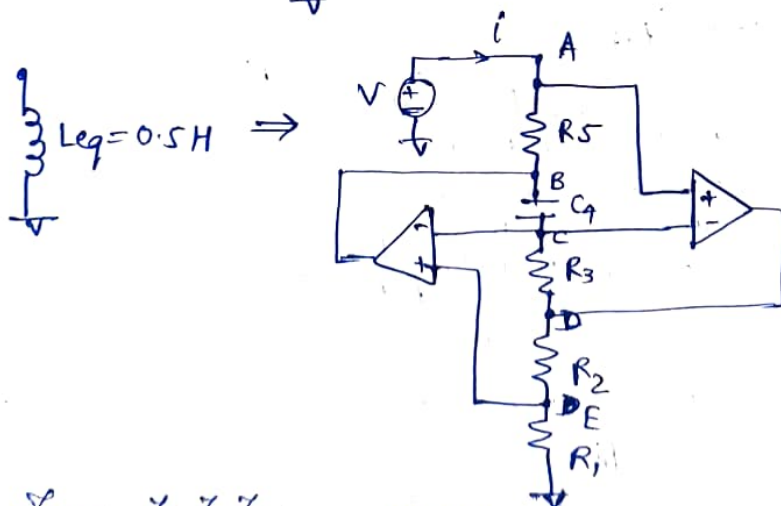 i
A
V
+
Leq = 0.5H ⇒
R5
B
C4
+
-
-
+
C
R3
D
R2
E
R1